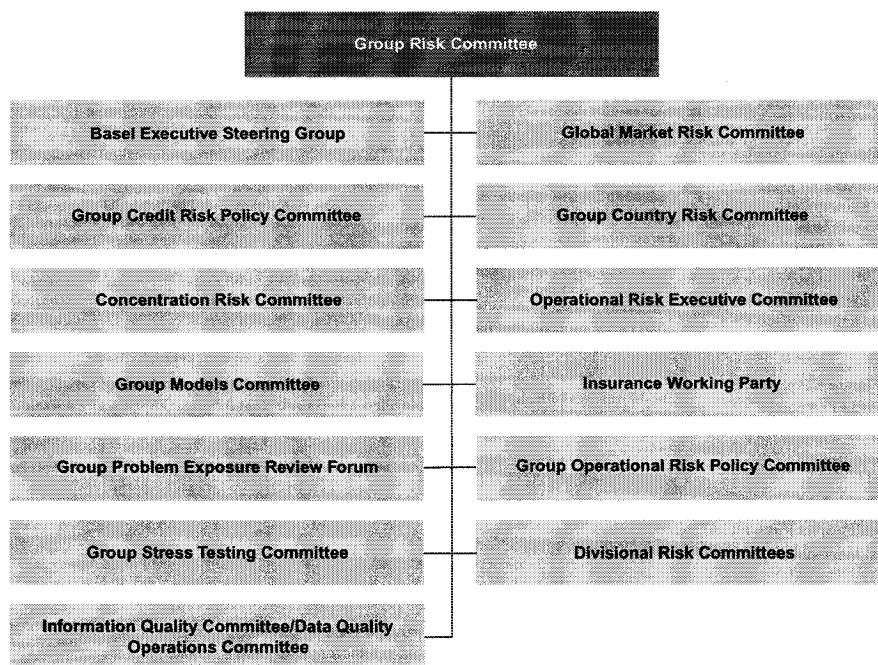 Group Risk Committee
Basel Executive Steering Group
Global Market Risk Committee
Group Credit Risk Policy Committee
Group Country Risk Committee
Concentration Risk Committee
Operational Risk Executive Committee
Group Models Committee
Insurance Working Party
Group Problem Exposure Review Forum
Group Operational Risk Policy Committee
Group Stress Testing Committee
Divisional Risk Committees
Information Quality Committee/Data Quality
Operations Committee